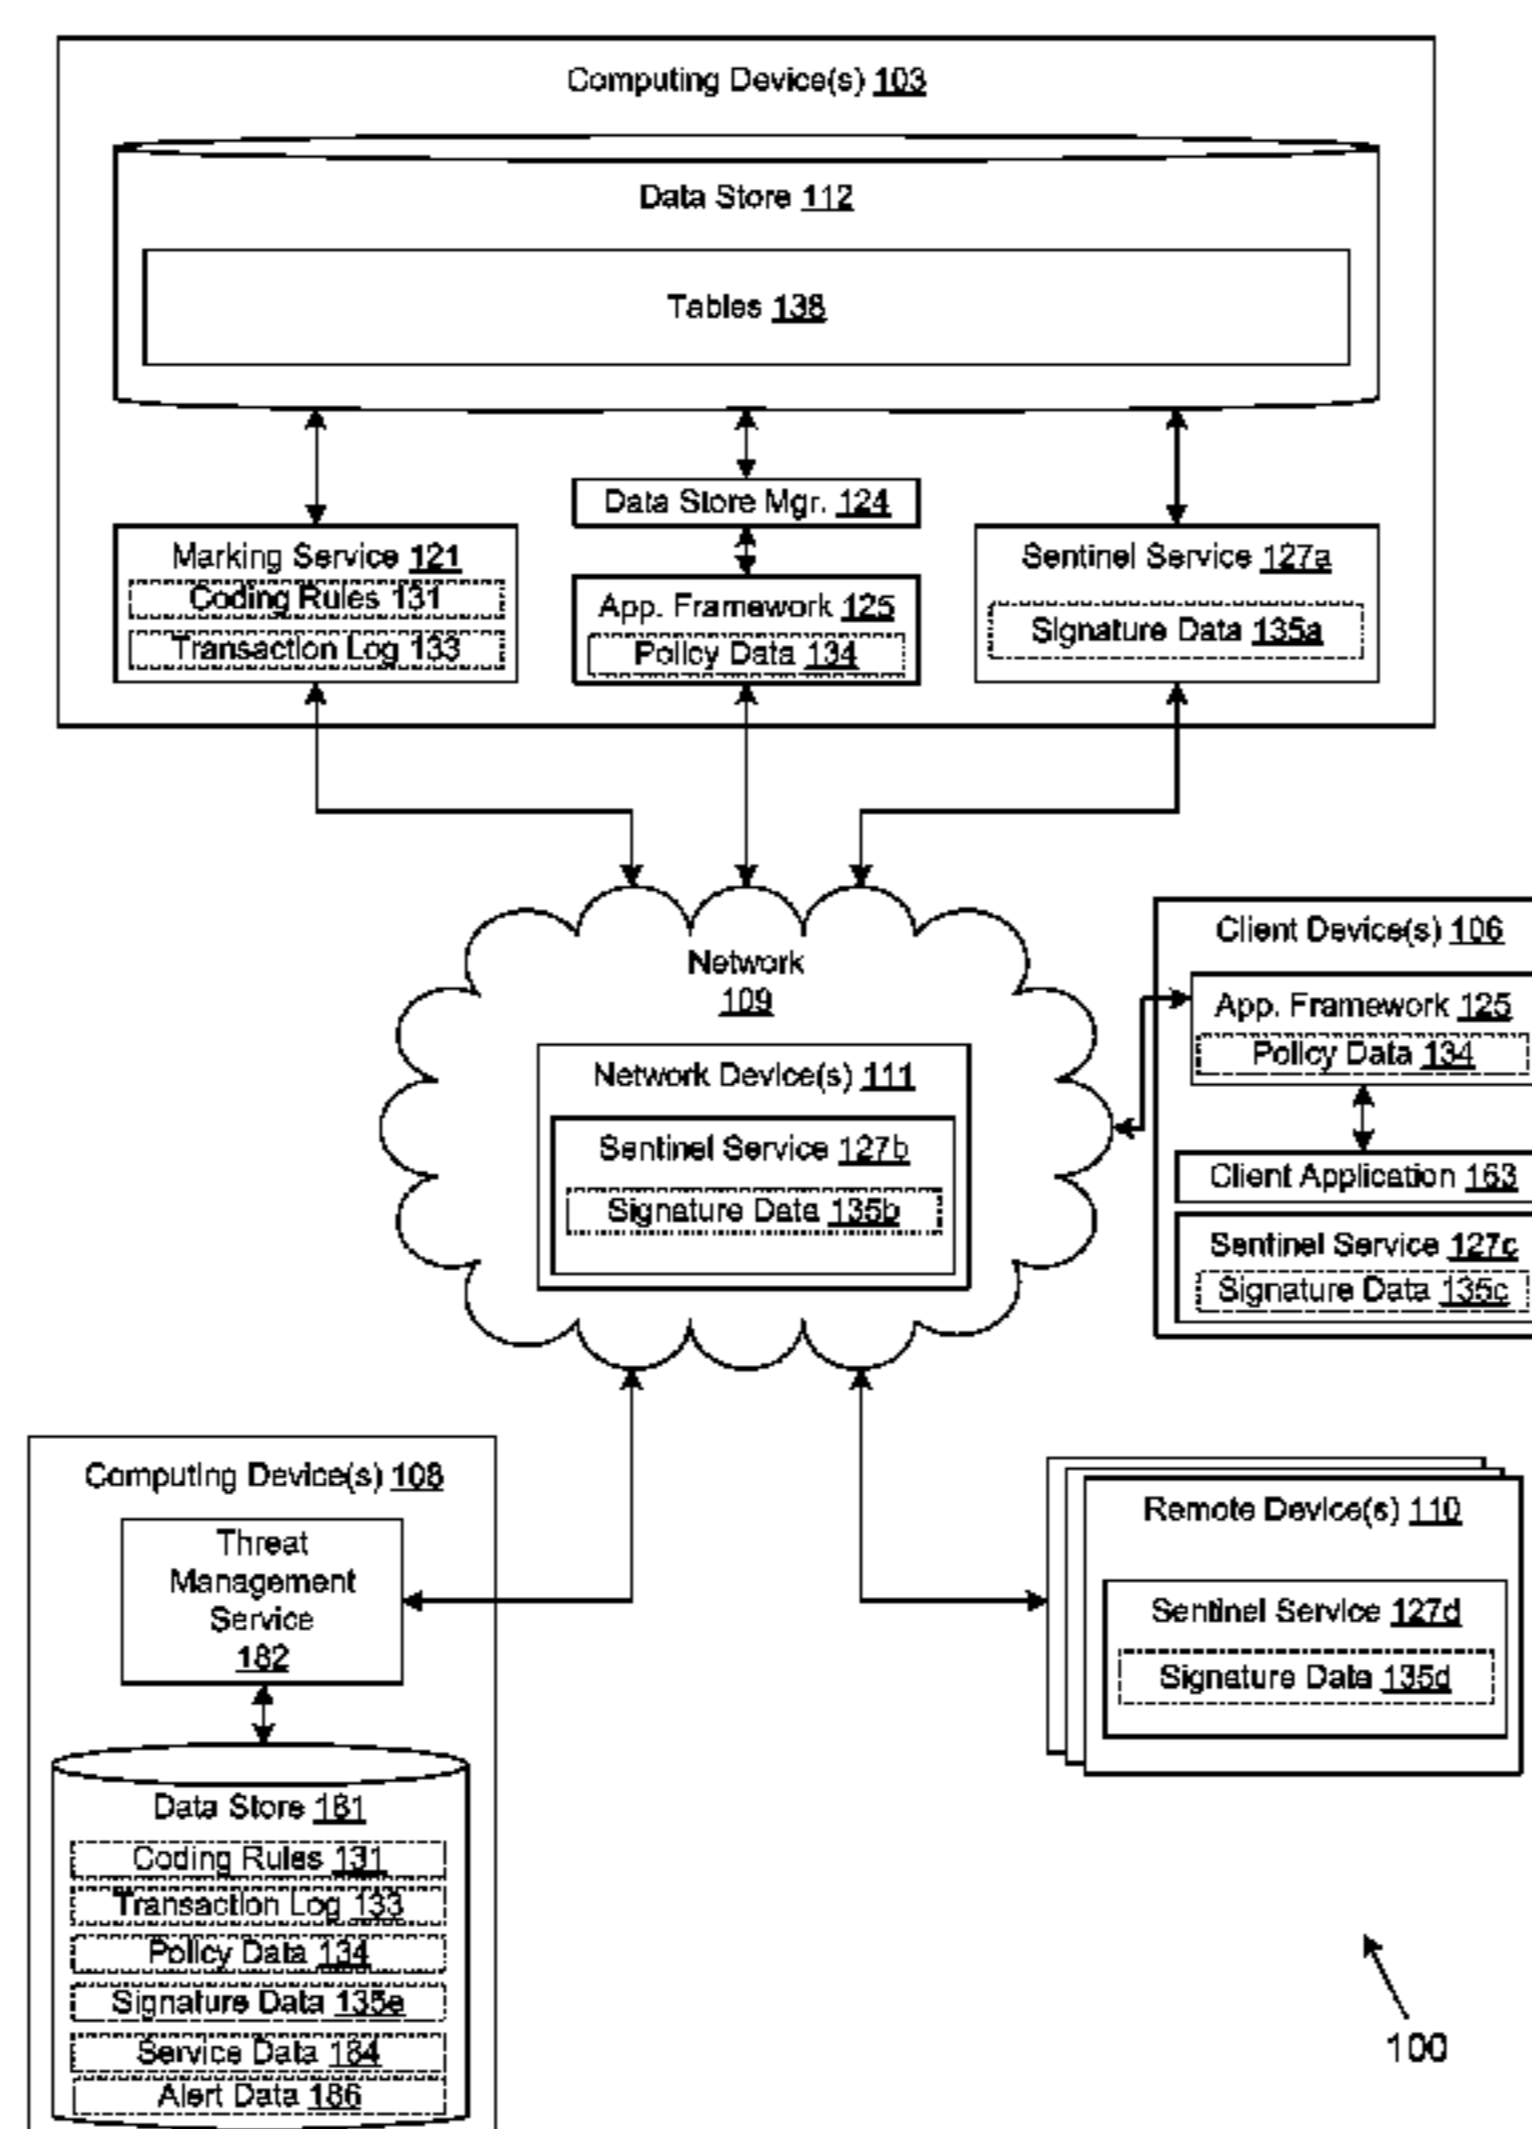 Computing Device(s) 103
Data Store 112
Tables 138
Data Store Mgr. 124
Marking Service 121
Coding Rules 131
Transaction Log 133
App. Framework 125
Policy Data 134
Sentinel Service 127a
Signature Data 135a
Network
109
Network Device(s) 111
Sentinel Service 127b
Signature Data 135b
Client Device(s) 106
App. Framework 125
Policy Data 134
Client Application 163
Sentinel Service 127c
Signature Data 135c
Computing Device(s) 108
Threat
Management
Service
182
Data Store 181
Coding Rules 131
Transaction Log 133
Policy Data 134
Signature Data 135e
Service Data 184
Alert Data 186
Remote Device(s) 110
Sentinel Service 127d
Signature Data 135d
100